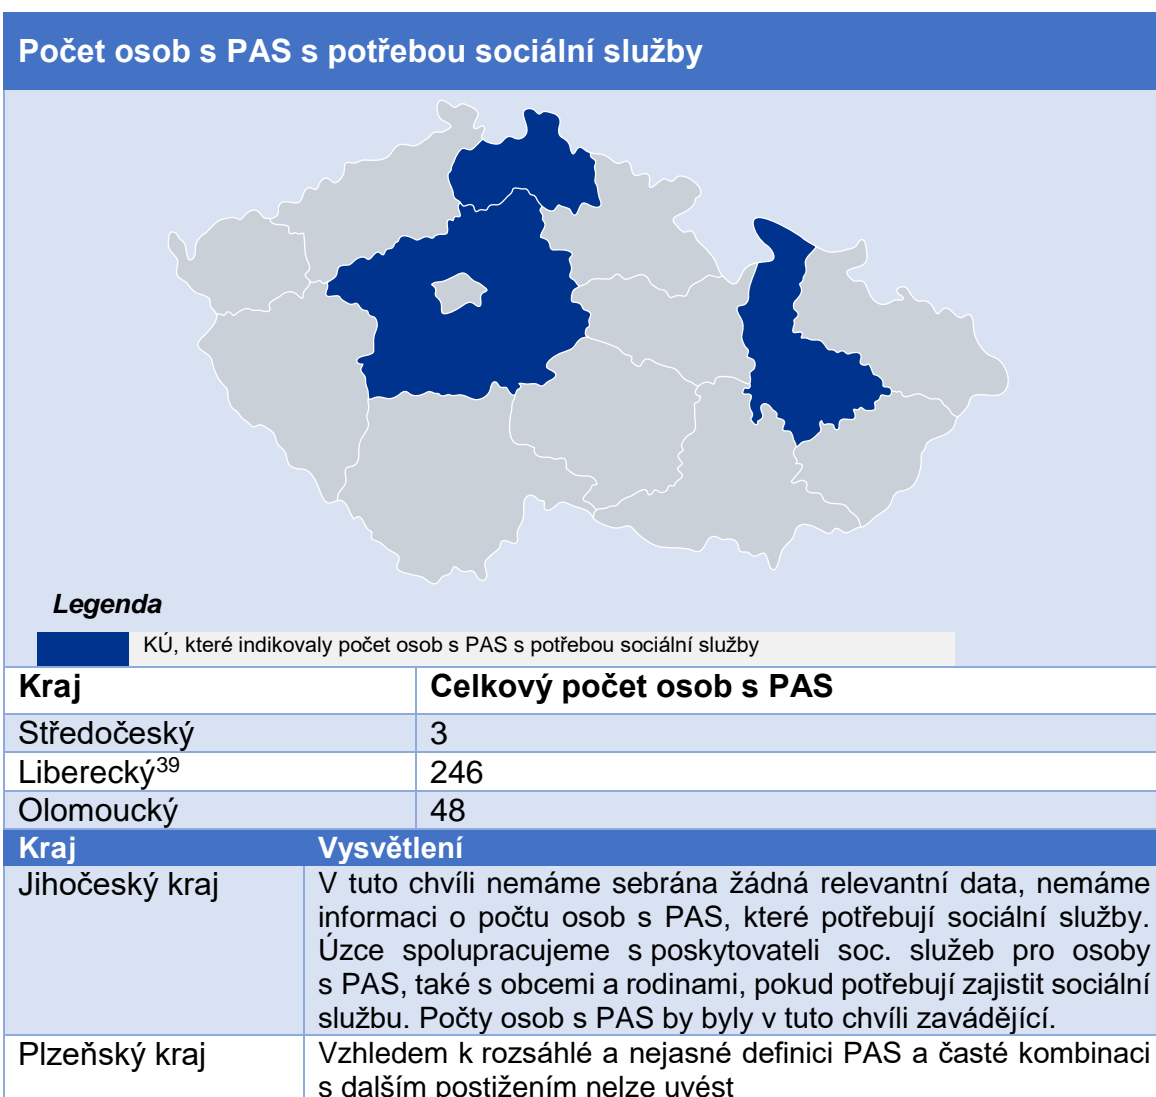 Počet osob s PAS s potřebou sociální služby
Legenda
KÚ, které indikovaly počet osob s PAS s potřebou sociální služby
Kraj Celkový počet osob s PAS
Středočeský 3
Liberecký³⁹ 246
Olomoucký 48
Kraj Vysvětlení
Jihočeský kraj V tuto chvíli nemáme sebrána žádná relevantní data, nemáme
informaci o počtu osob s PAS, které potřebují sociální služby.
Úzce spolupracujeme s poskytovateli soc. služeb pro osoby
s PAS, také s obcemi a rodinami, pokud potřebují zajistit sociální
službu. Počty osob s PAS by byly v tuto chvíli zavádějící.
Plzeňský kraj Vzhledem k rozsáhlé a nejasné definici PAS a časté kombinaci
s dalším postižením nelze uvést